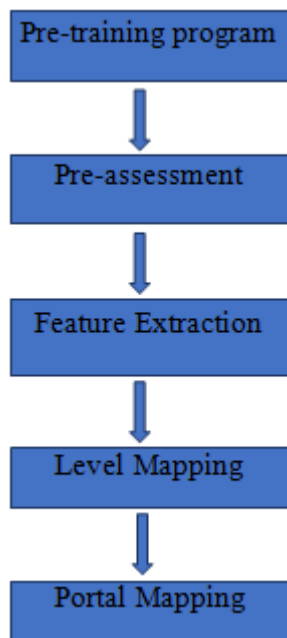 Pre-training program
Pre-assessment
Feature Extraction
Level Mapping
Portal Mapping